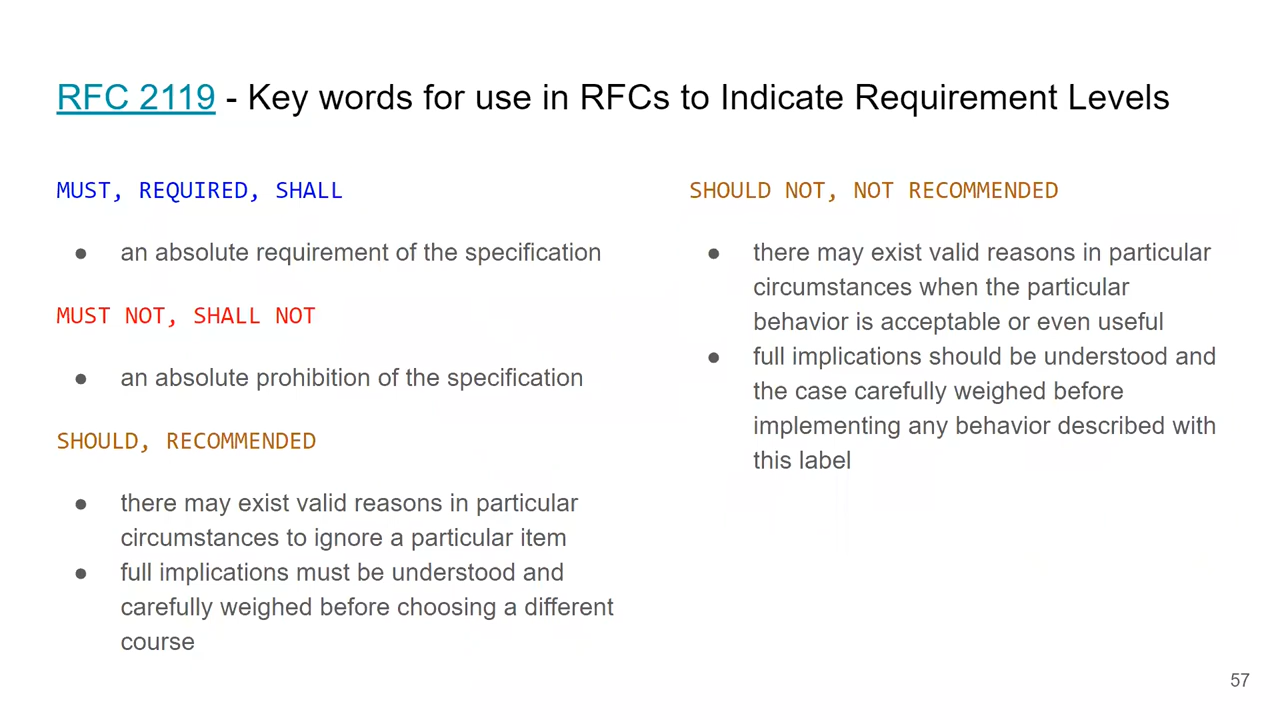 RFC 2119 - Key words for use in RFCs to Indicate Requirement Levels
MUST, REQUIRED, SHALL
● an absolute requirement of the specification
MUST NOT, SHALL NOT
● an absolute prohibition of the specification
SHOULD, RECOMMENDED
● there may exist valid reasons in particular
circumstances to ignore a particular item
● full implications must be understood and
carefully weighed before choosing a different
course
SHOULD NOT, NOT RECOMMENDED
● there may exist valid reasons in particular
circumstances when the particular
behavior is acceptable or even useful
● full implications should be understood and
the case carefully weighed before
implementing any behavior described with
this label
57